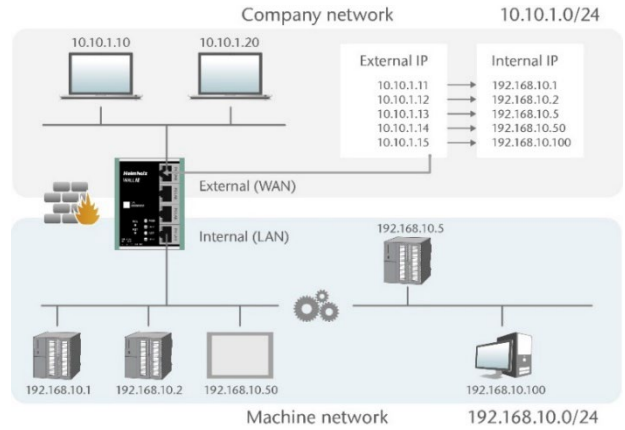 Company network 10.10.1.0/24
10.10.1.10 10.10.1.20
External IP Internal IP
10.10.1.11 192.168.10.1
10.10.1.12 192.168.10.2
10.10.1.13 192.168.10.5
10.10.1.14 192.168.10.50
10.10.1.15 192.168.10.100
Helmholz
WALL IE
External (WAN)
Internal (LAN)
192.168.10.5
192.168.10.1 192.168.10.2 192.168.10.50 192.168.10.100
Machine network 192.168.10.0/24